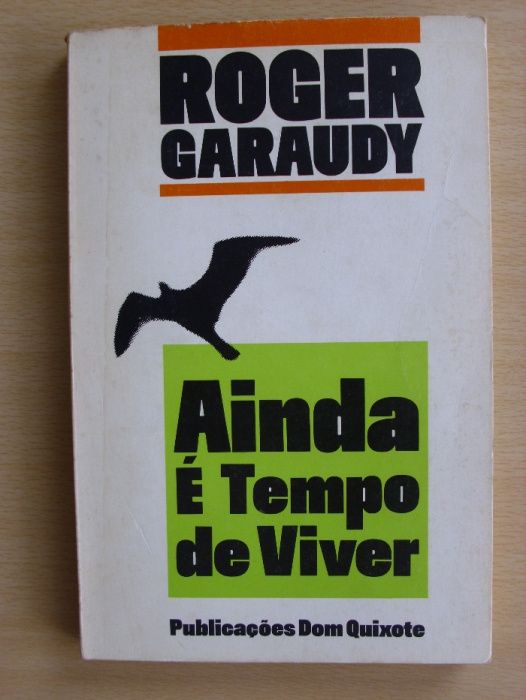 ROGER
GARAUDY
Ainda
É Tempo
de Viver
Publicações Dom Quixote